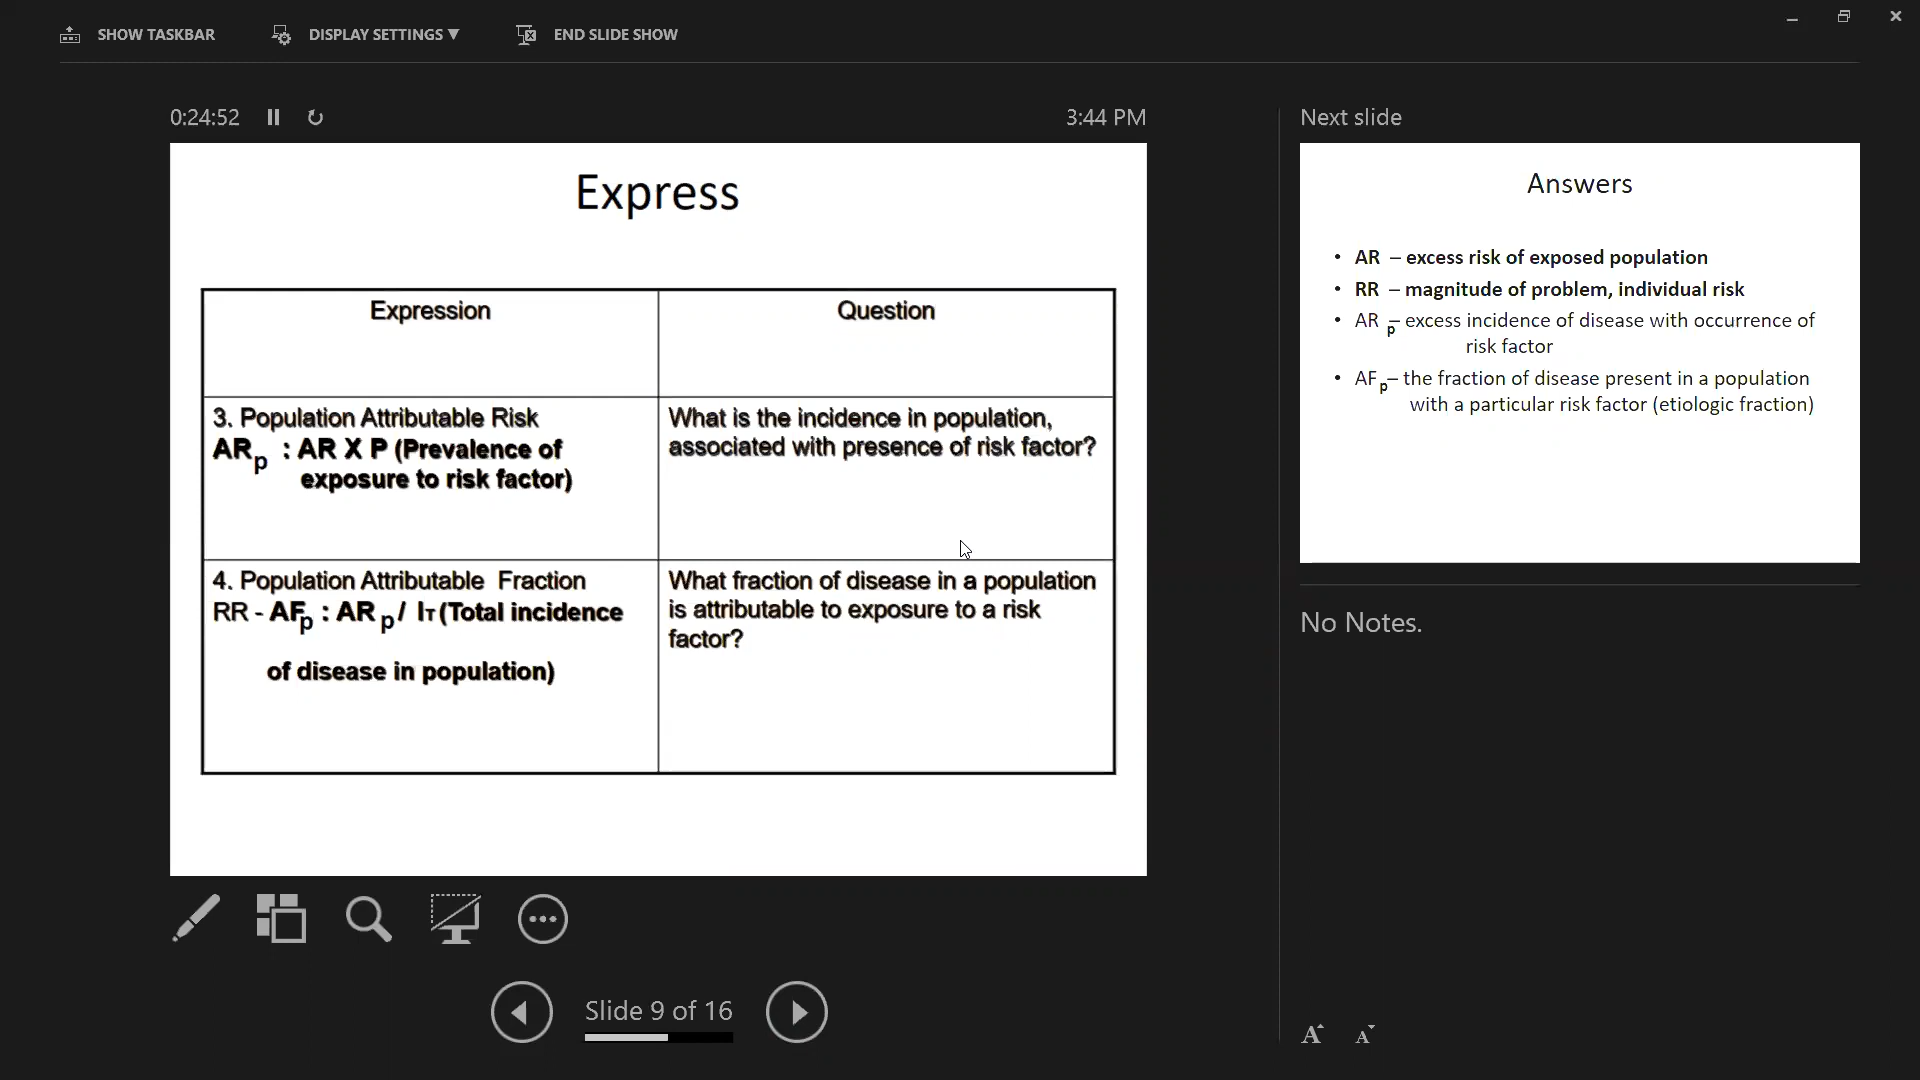 SHOW TASKBAR
DISPLAY SETTINGS ▼
END SLIDE SHOW
0:24:52
3:44 PM
Express
Expression
Question
3. Population Attributable Risk
ARp : AR X P (Prevalence of
exposure to risk factor)
What is the incidence in population,
associated with presence of risk factor?
4. Population Attributable Fraction
RR - AFp : AR p / IT (Total incidence
of disease in population)
What fraction of disease in a population
is attributable to exposure to a risk
factor?
Slide 9 of 16
Next slide
Answers
• AR – excess risk of exposed population
• RR – magnitude of problem, individual risk
• AR p – excess incidence of disease with occurrence of
risk factor
• AF p – the fraction of disease present in a population
with a particular risk factor (etiologic fraction)
No Notes.
A A